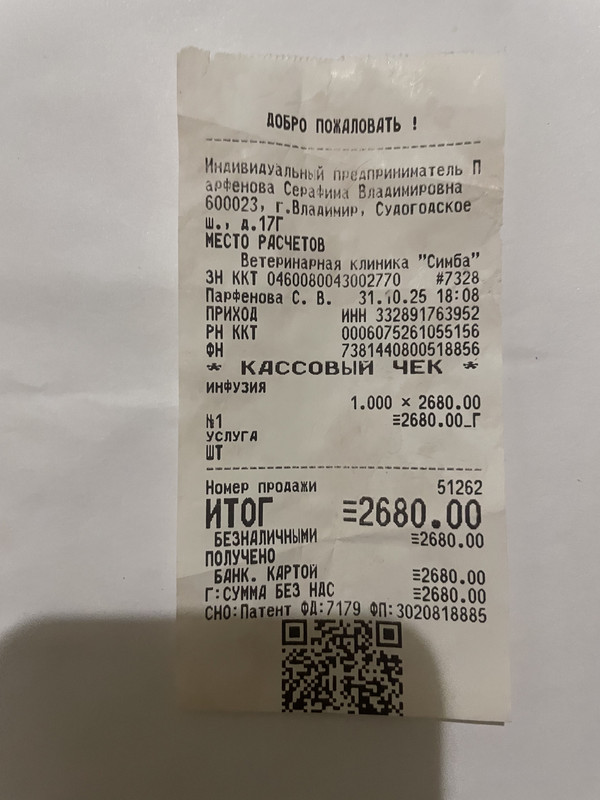 ДОБРО ПОЖАЛОВАТЬ !
Индивидуальный предприниматель П
арфенова Серафима Владимировна
600023, г.Владимир, Судогодское
ш., д.17Г
МЕСТО РАСЧЕТОВ
Ветеринарная клиника "Симба"
ЗН ККТ 0460080043002770 #7328
Парфенова С. В. 31.10.25 18:08
ПРИХОД ИНН 332891763952
РН ККТ 0006075261055156
ФН 7381440800518856
* КАССОВЫЙ ЧЕК *
ИНФУЗИЯ
1.000 × 2680.00
№1 ≡2680.00_Г
УСЛУГА
ШТ
Номер продажи 51262
ИТОГ ≡2680.00
БЕЗНАЛИЧНЫМИ ≡2680.00
ПОЛУЧЕНО
БАНК. КАРТОЙ ≡2680.00
Г:СУММА БЕЗ НДС ≡2680.00
СНО:Патент ФД:7179 ФП:3020818885